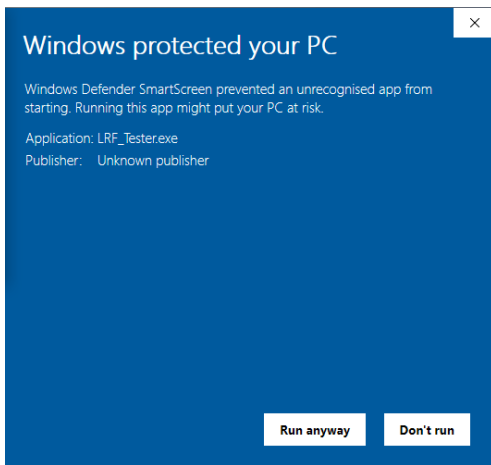 Windows protected your PC
Windows Defender SmartScreen prevented an unrecognised app from
starting. Running this app might put your PC at risk.
Application: LRF_Tester.exe
Publisher: Unknown publisher
Run anyway Don't run